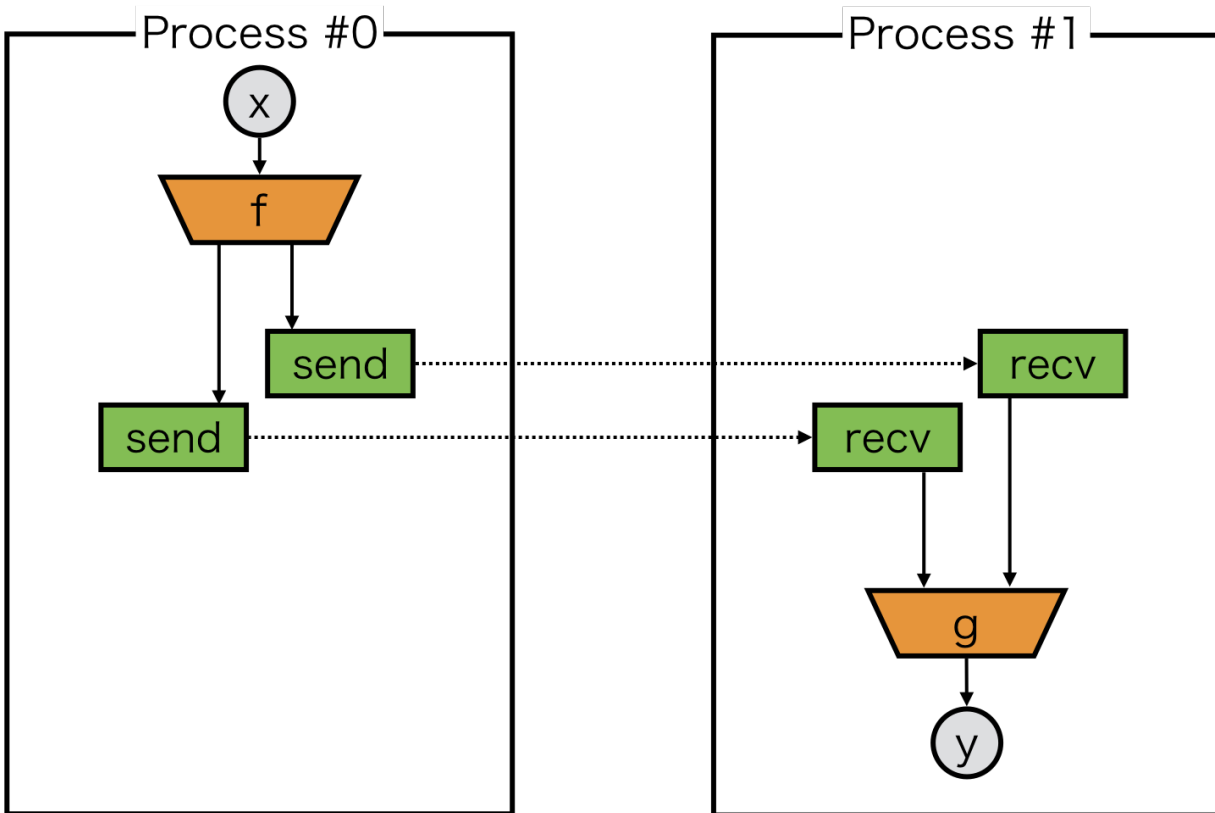 Process #0
Process #1
x
f
send
recv
send
recv
g
y